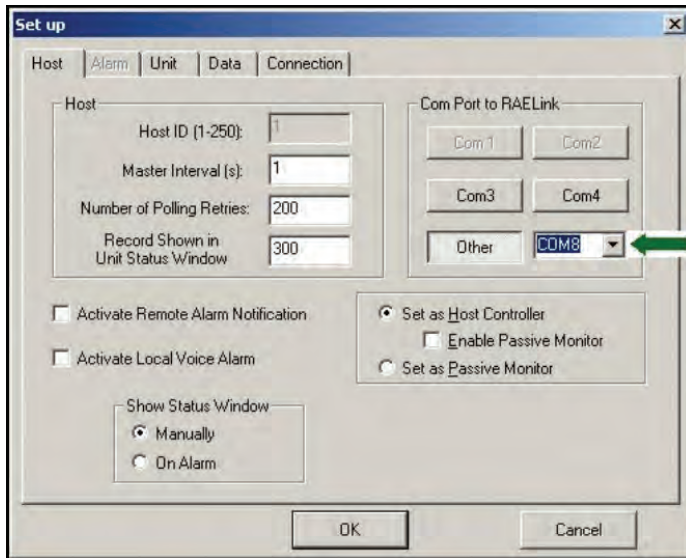 Set up
Host
Alarm
Unit
Data
Connection
Host
Host ID (1-250):
1
Master Interval (s):
1
Number of Polling Retries:
200
Record Shown in
Unit Status Window
300
Com Port to RAELink
Com 1
Com2
Com3
Com4
Other
COM8
Activate Remote Alarm Notification
Activate Local Voice Alarm
Set as Host Controller
Enable Passive Monitor
Set as Passive Monitor
Show Status Window
Manually
On Alarm
OK
Cancel